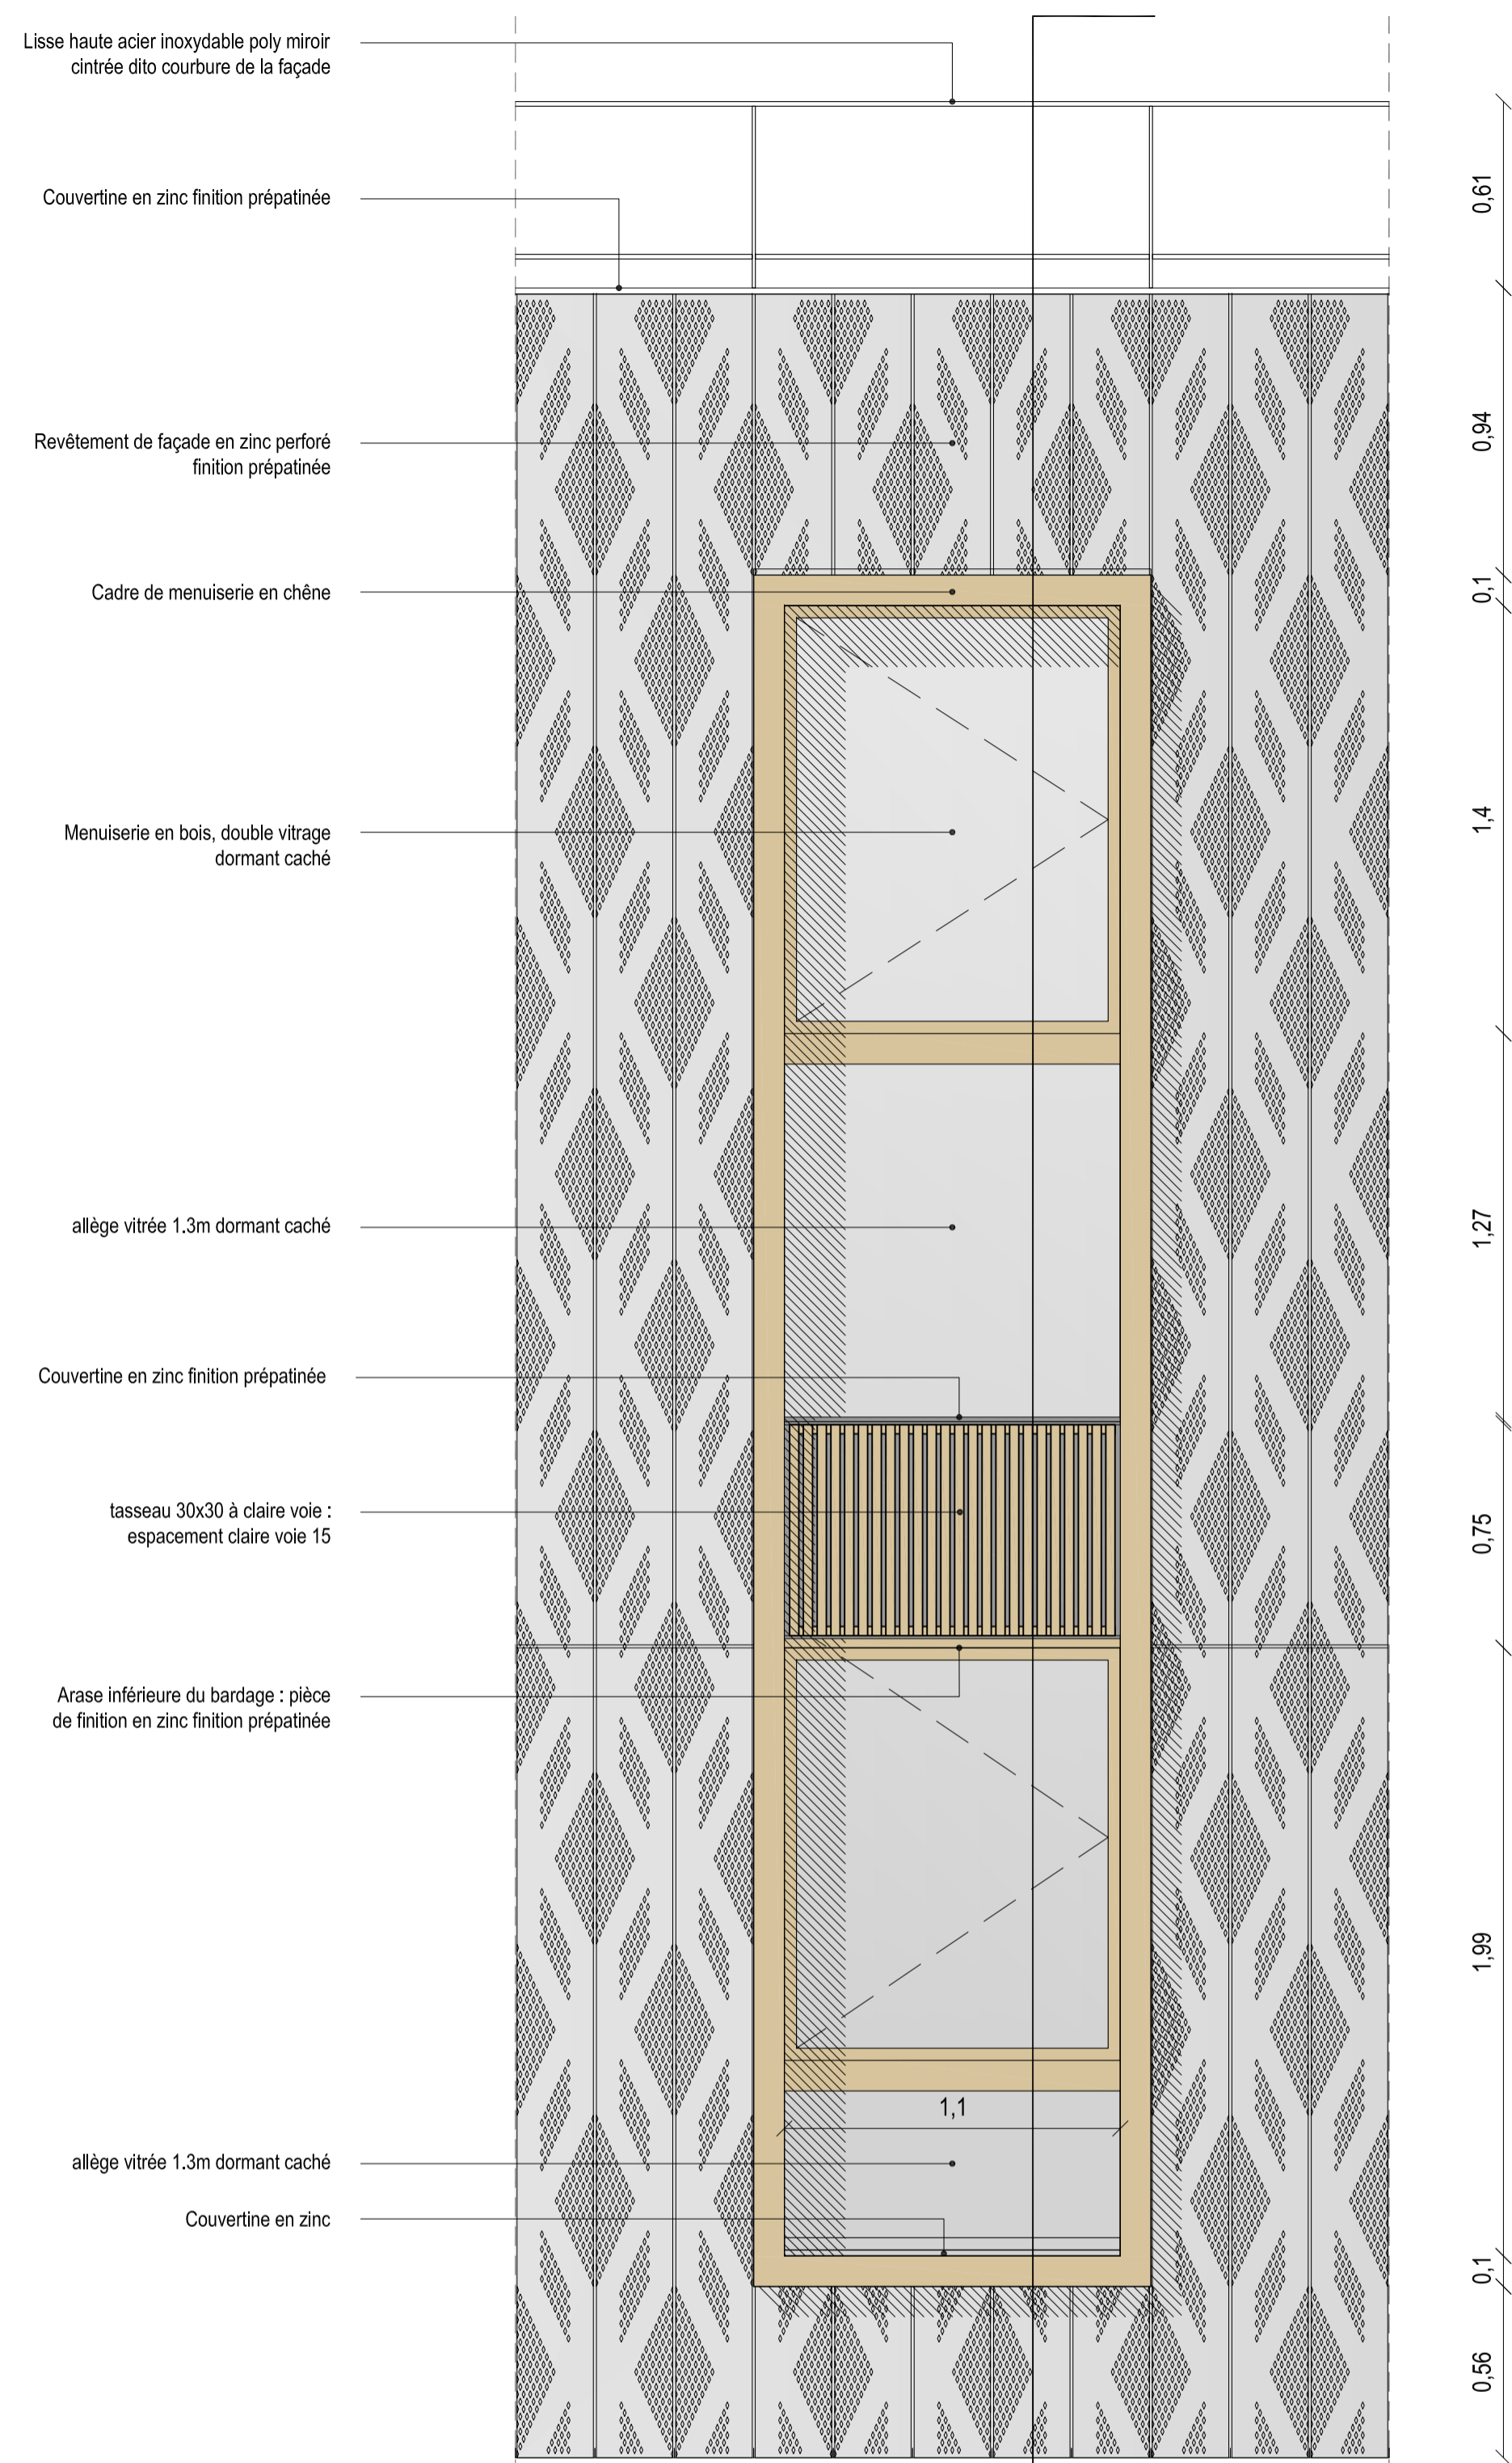 Lisse haute acier inoxydable poly miroir
cintrée dito courbure de la façade
0,61
Couvertine en zinc finition prépatinée
Revêtement de façade en zinc perforé
finition prépatinée
0,94
Cadre de menuiserie en chêne
0,1
Menuiserie en bois, double vitrage
dormant caché
1,4
allège vitrée 1.3m dormant caché
1,27
Couvertine en zinc finition prépatinée
tasseau 30x30 à claire voie :
espacement claire voie 15
0,75
Arase inférieure du bardage : pièce
de finition en zinc finition prépatinée
1,99
1,1
allège vitrée 1.3m dormant caché
Couvertine en zinc
0,1
0,56